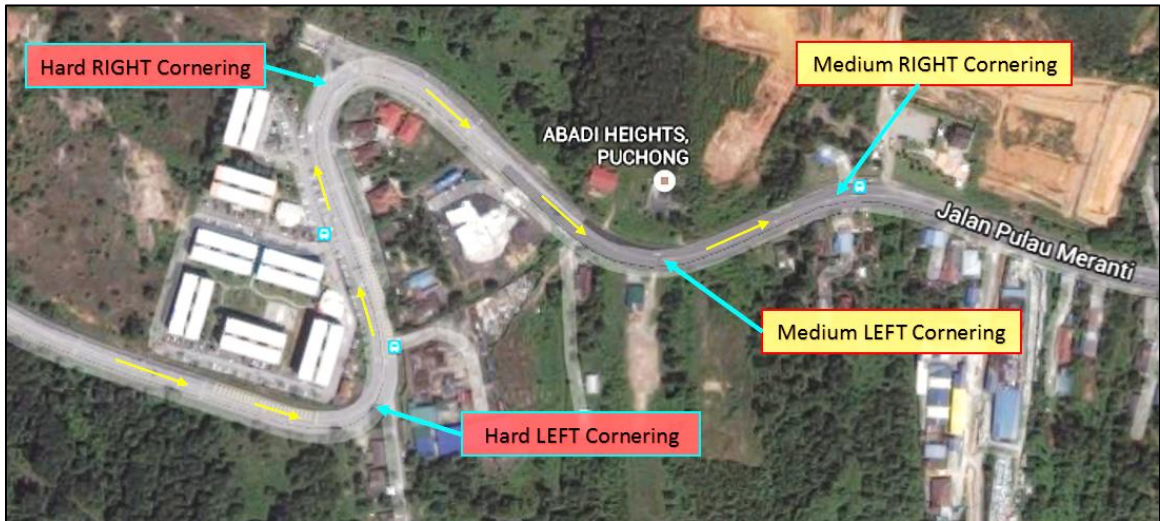 Hard RIGHT Cornering
Medium RIGHT Cornering
ABADI HEIGHTS,
PUCHONG
Jalan Pulau Meranti
Medium LEFT Cornering
Hard LEFT Cornering